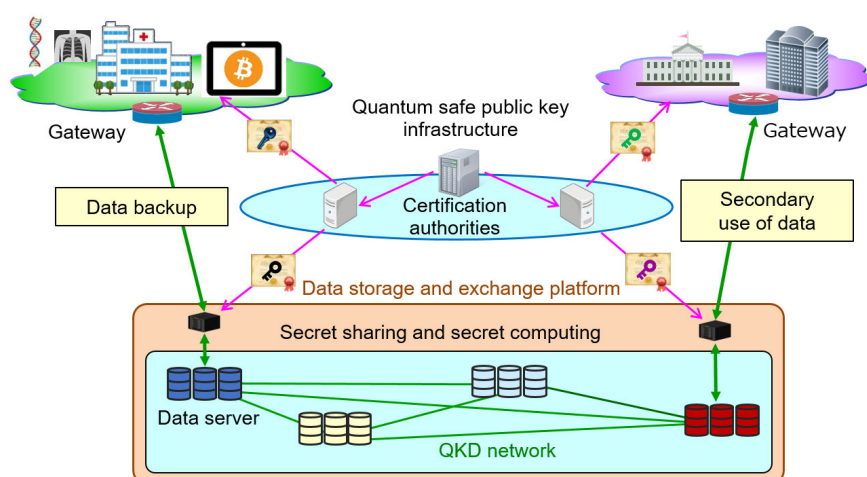 Quantum safe public key
infrastructure
Gateway
Gateway
Data backup
Certification
authorities
Secondary
use of data
Data storage and exchange platform
Secret sharing and secret computing
Data server
QKD network